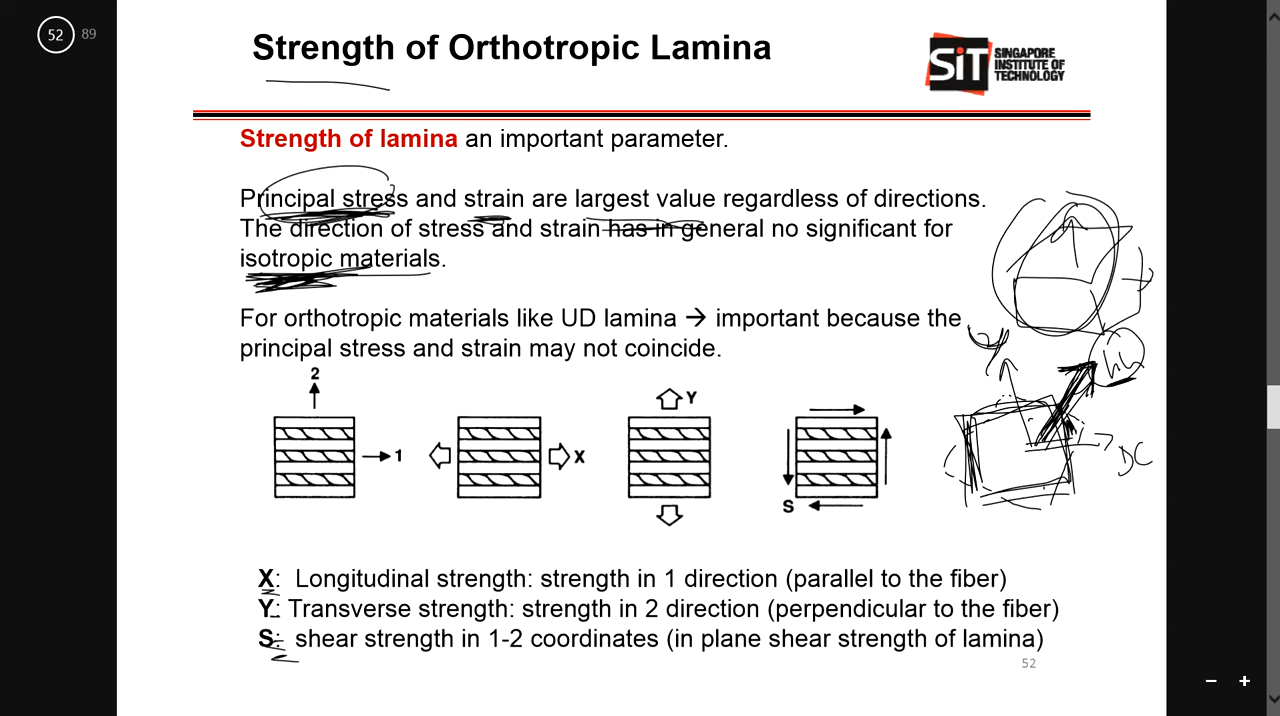 52 89
Strength of Orthotropic Lamina
SiT SINGAPORE
INSTITUTE OF
TECHNOLOGY
Strength of lamina an important parameter.
Principal stress and strain are largest value regardless of directions.
The direction of stress and strain has in general no significant for
isotropic materials.
For orthotropic materials like UD lamina → important because the
principal stress and strain may not coincide.
2
1
X
Y
S
X: Longitudinal strength: strength in 1 direction (parallel to the fiber)
Y: Transverse strength: strength in 2 direction (perpendicular to the fiber)
S: shear strength in 1-2 coordinates (in plane shear strength of lamina)
52
− +